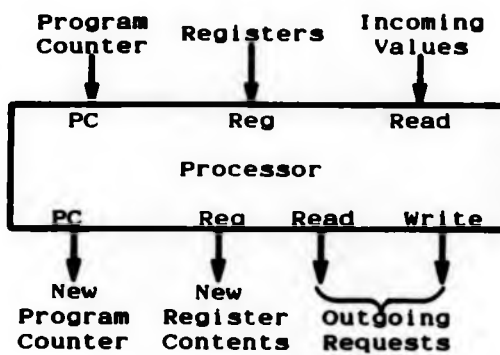 Program
Counter
Registers
Incoming
Values
PC Reg Read
Processor
PC Reg Read Write
New
Program
Counter
New
Register
Contents
Outgoing
Requests